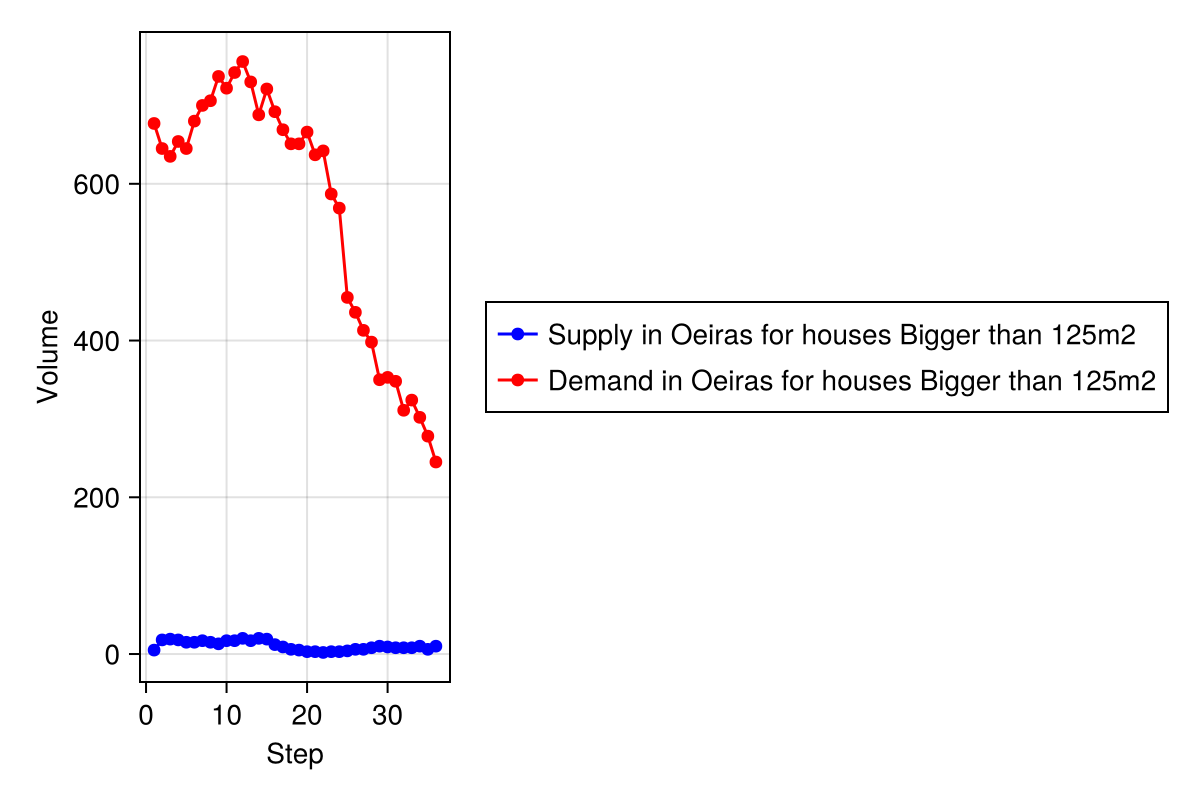 600
400
200
0
Volume
0 10 20 30
Step
Supply in Oeiras for houses Bigger than 125m2
Demand in Oeiras for houses Bigger than 125m2